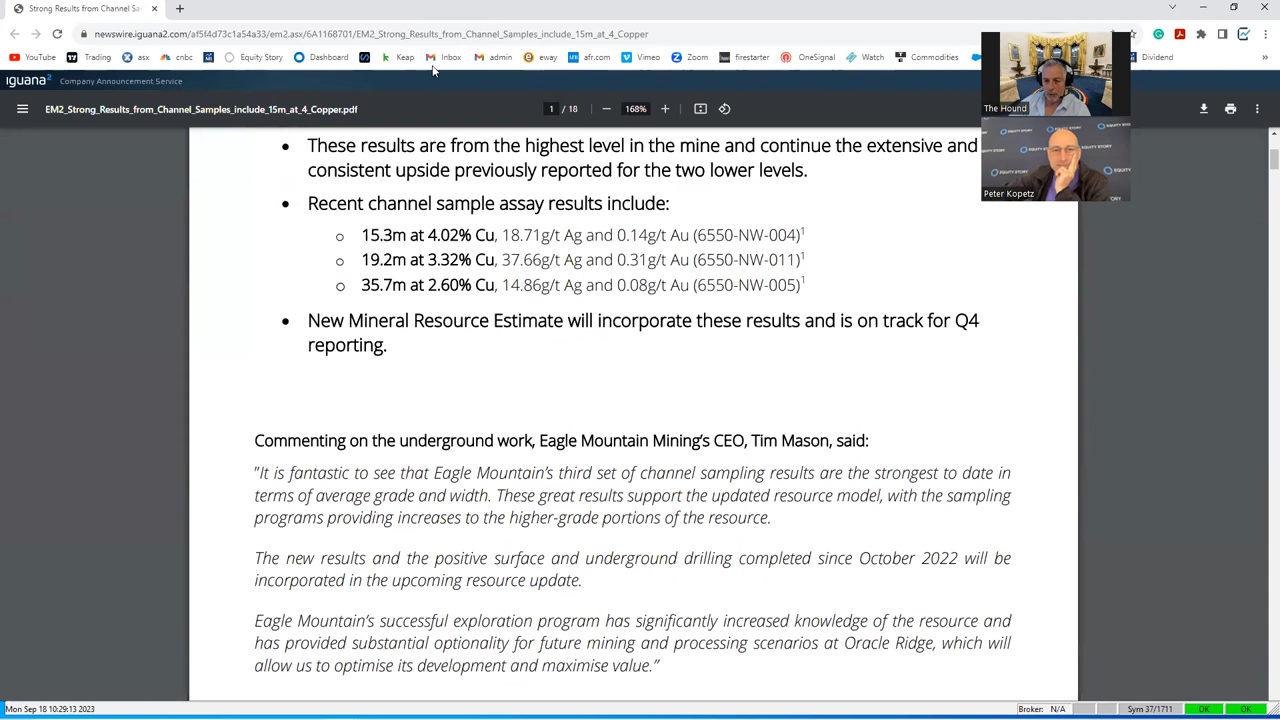 Strong Results from Channel Sam
newswire.iguana2.com/af5f4d73c1a54a33/em2.asx/6A1168701/EM2_Strong_Results_from_Channel_Samples_include_15m_at_4_Copper
YouTube Trading asx cnbc Equity Story Dashboard Keap Inbox admin eway afr.com Vimeo Zoom firestarter OneSignal Watch Commodities Dividend
iguana2 Company Announcement Service
EM2_Strong_Results_from_Channel_Samples_include_15m_at_4_Copper.pdf
1 / 18
168%
The Hound
EQUITY STORY
Peter Kopetz
• These results are from the highest level in the mine and continue the extensive and
consistent upside previously reported for the two lower levels.
• Recent channel sample assay results include:
o 15.3m at 4.02% Cu, 18.71g/t Ag and 0.14g/t Au (6550-NW-004)1
o 19.2m at 3.32% Cu, 37.66g/t Ag and 0.31g/t Au (6550-NW-011)1
o 35.7m at 2.60% Cu, 14.86g/t Ag and 0.08g/t Au (6550-NW-005)1
• New Mineral Resource Estimate will incorporate these results and is on track for Q4
reporting.
Commenting on the underground work, Eagle Mountain Mining's CEO, Tim Mason, said:
"It is fantastic to see that Eagle Mountain's third set of channel sampling results are the strongest to date in
terms of average grade and width. These great results support the updated resource model, with the sampling
programs providing increases to the higher-grade portions of the resource.
The new results and the positive surface and underground drilling completed since October 2022 will be
incorporated in the upcoming resource update.
Eagle Mountain's successful exploration program has significantly increased knowledge of the resource and
has provided substantial optionality for future mining and processing scenarios at Oracle Ridge, which will
allow us to optimise its development and maximise value."
Mon Sep 18 10:29:13 2023
Broker: N/A
Sym 37/1711
OK
OK